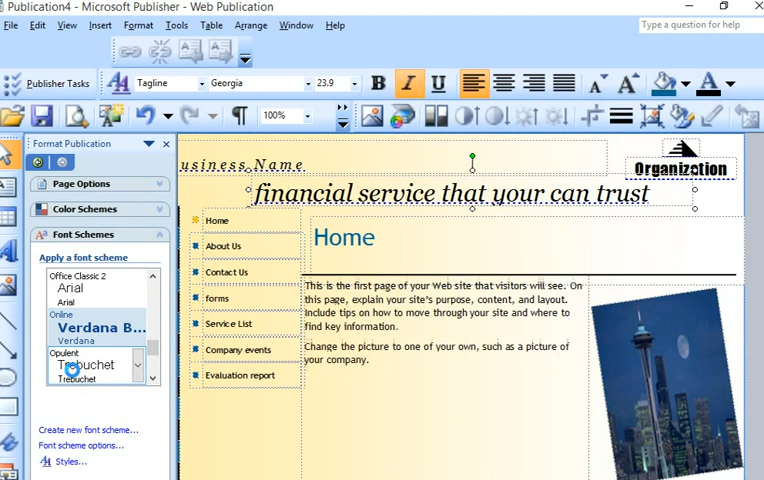 Publication4 - Microsoft Publisher - Web Publication
File Edit View Insert Format Tools Table Arrange Window Help
Type a question for help
Publisher Tasks
Tagline
Georgia
23.9
B I U
A A A
100%
Format Publication
Page Options
Color Schemes
Font Schemes
Apply a font scheme
Office Classic 2
Arial
Arial
Online
Verdana B...
Verdana
Opulent
Trebuchet
Trebuchet
Create new font scheme...
Font scheme options...
Styles...
usiness Name
Organization
financial service that your can trust
Home
About Us
Contact Us
forms
Service List
Company events
Evaluation report
Home
This is the first page of your Web site that visitors will see. On
this page, explain your site's purpose, content, and layout.
Include tips on how to move through your site and where to
find key information.
Change the picture to one of your own, such as a picture of
your company.